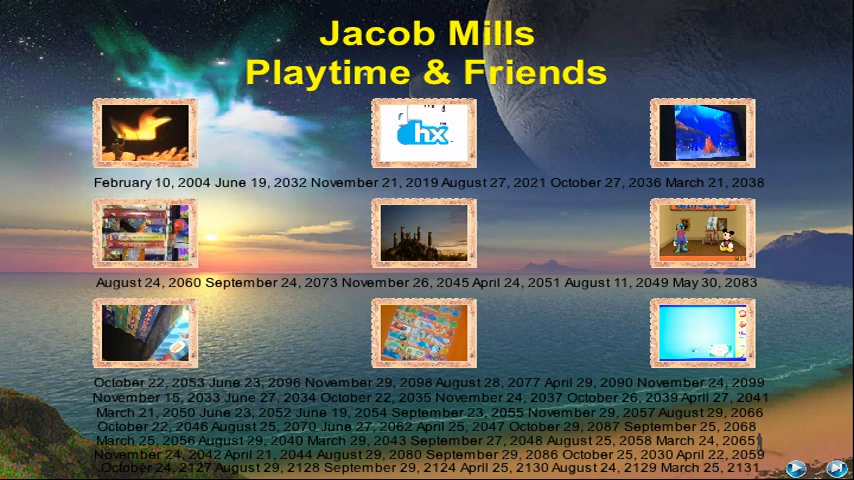 Jacob Mills
Playtime & Friends
hx
February 10, 2004 June 19, 2032 November 21, 2019 August 27, 2021 October 27, 2036 March 21, 2038
August 24, 2060 September 24, 2073 November 26, 2045 April 24, 2051 August 11, 2049 May 30, 2083
October 22, 2053 June 23, 2096 November 29, 2098 August 28, 2077 April 29, 2090 November 24, 2099
November 15, 2033 June 27, 2034 October 22, 2035 November 24, 2037 October 26, 2039 April 27, 2041
March 21, 2050 June 23, 2052 June 19, 2054 September 23, 2055 November 29, 2057 August 29, 2066
October 22, 2046 August 25, 2070 June 27, 2062 April 25, 2047 October 29, 2087 September 25, 2068
March 25, 2056 August 29, 2040 March 29, 2043 September 27, 2048 August 25, 2058 March 24, 2065
November 24, 2042 April 21, 2044 August 29, 2080 September 29, 2086 October 25, 2030 April 22, 2059
October 24, 2127 August 29, 2128 September 29, 2124 April 25, 2130 August 24, 2129 March 25, 2131